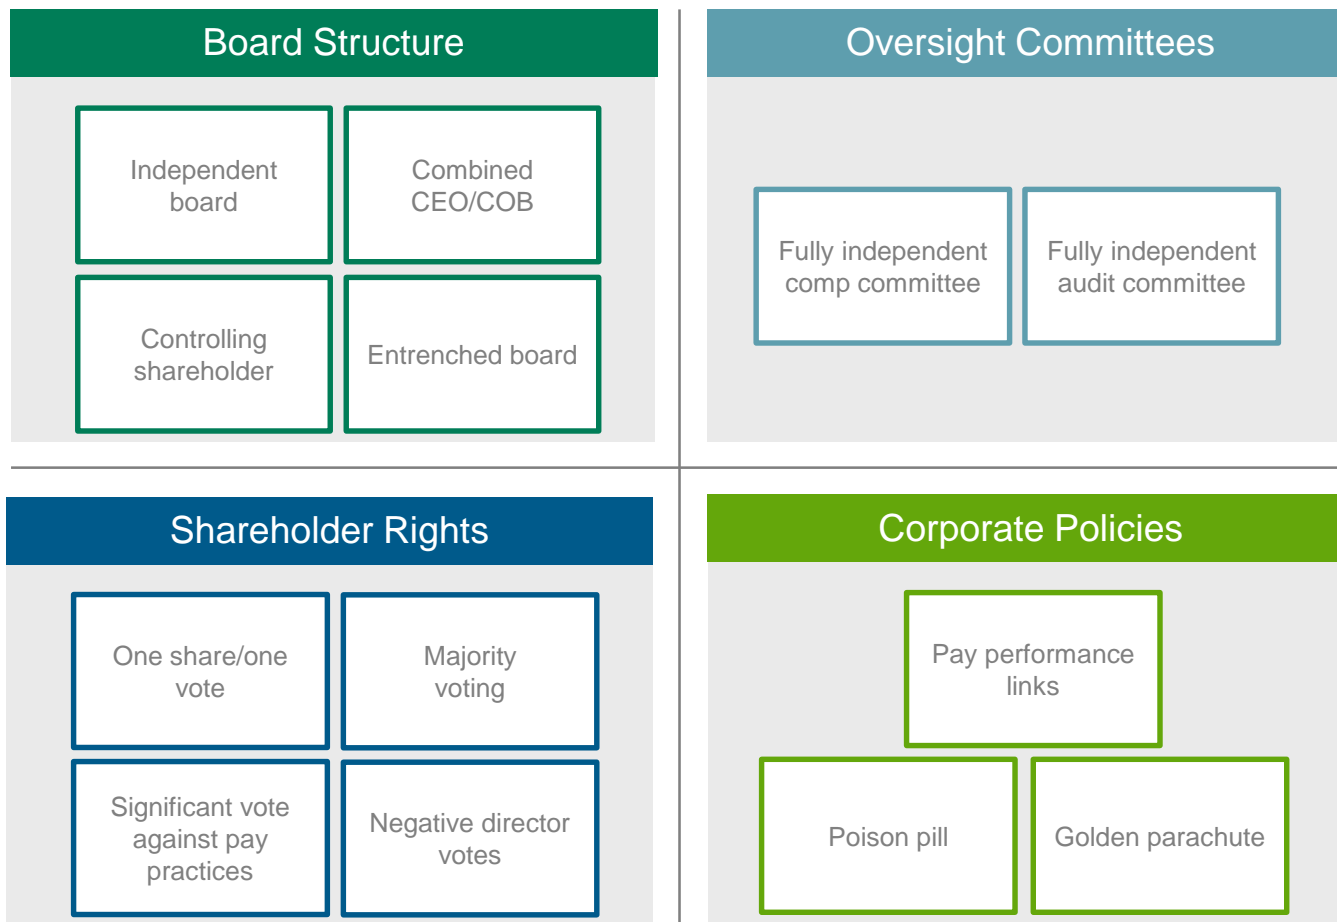 Board Structure
Independent
board
Combined
CEO/COB
Controlling
shareholder
Entrenched board
Oversight Committees
Fully independent
comp committee
Fully independent
audit committee
Shareholder Rights
One share/one
vote
Majority
voting
Significant vote
against pay
practices
Negative director
votes
Corporate Policies
Pay performance
links
Poison pill
Golden parachute